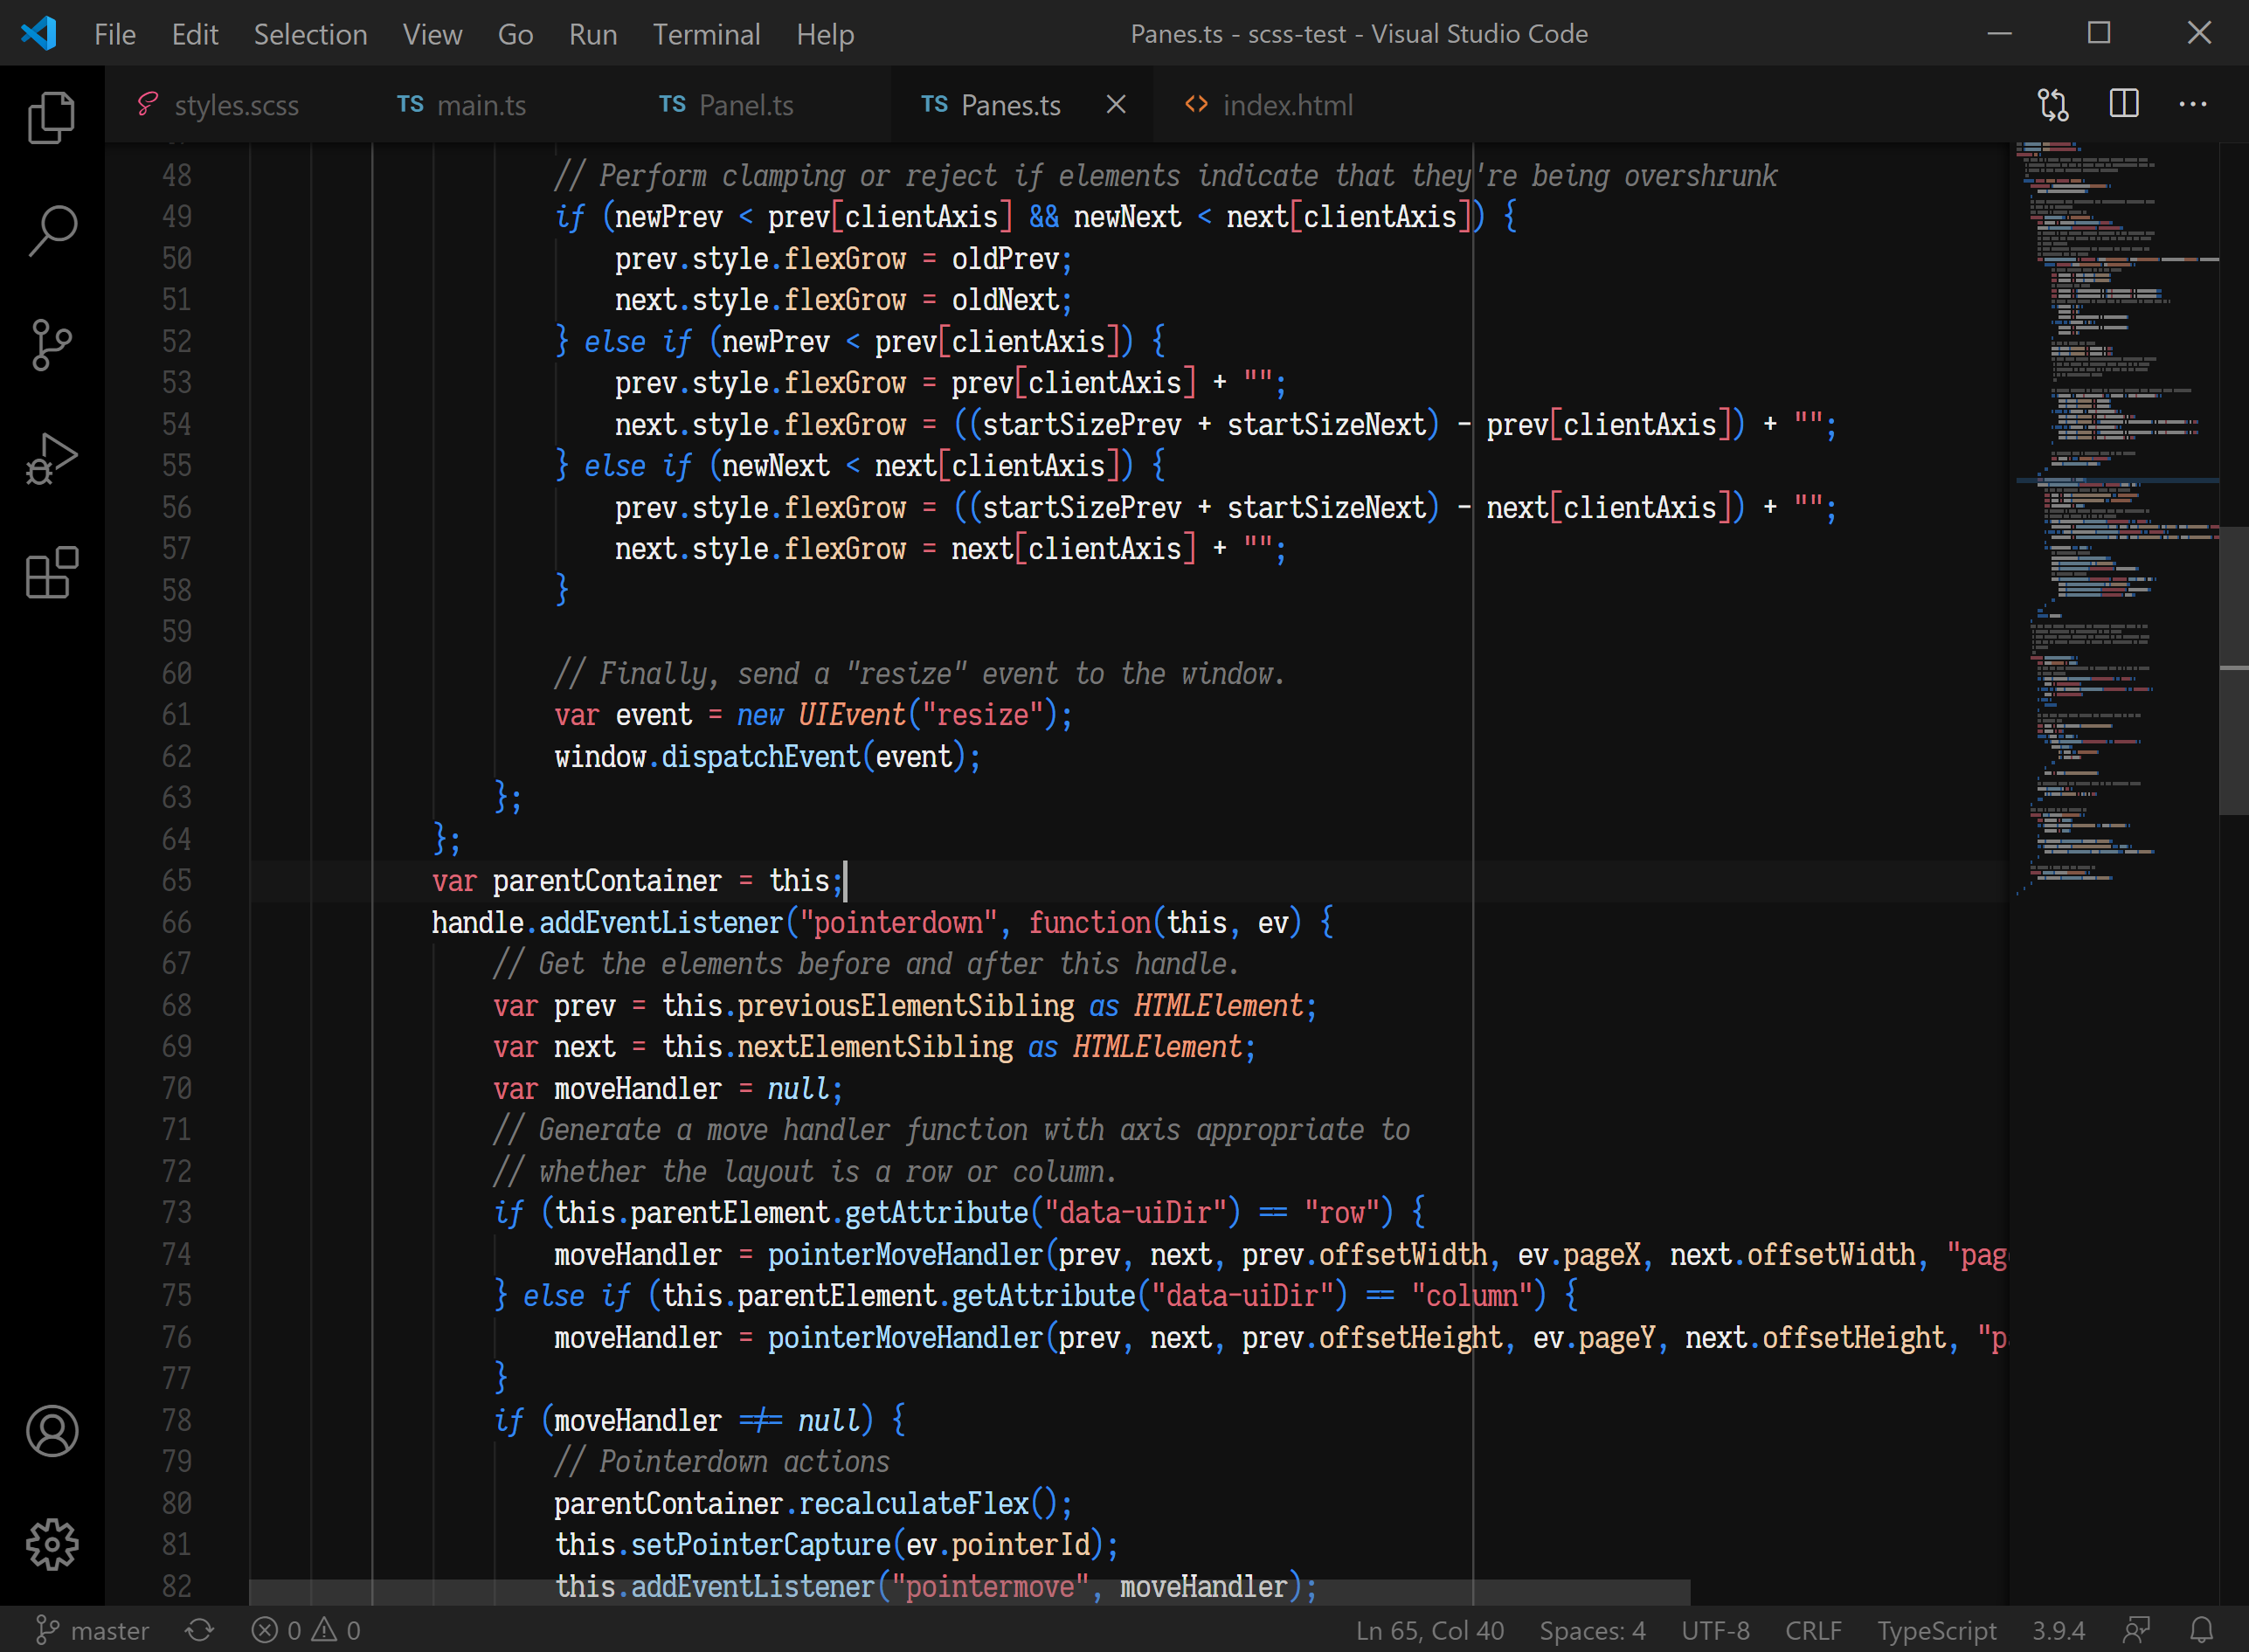 File Edit Selection View Go Run Terminal Help Panes.ts - scss-test - Visual Studio Code
styles.scss TS main.ts TS Panel.ts TS Panes.ts index.html
48 // Perform clamping or reject if elements indicate that they're being overshrunk
49 if (newPrev < prev[clientAxis] && newNext < next[clientAxis]) {
50 prev.style.flexGrow = oldPrev;
51 next.style.flexGrow = oldNext;
52 } else if (newPrev < prev[clientAxis]) {
53 prev.style.flexGrow = prev[clientAxis] + "";
54 next.style.flexGrow = ((startSizePrev + startSizeNext) - prev[clientAxis]) + "";
55 } else if (newNext < next[clientAxis]) {
56 prev.style.flexGrow = ((startSizePrev + startSizeNext) - next[clientAxis]) + "";
57 next.style.flexGrow = next[clientAxis] + "";
58 }
59
60 // Finally, send a "resize" event to the window.
61 var event = new UIEvent("resize");
62 window.dispatchEvent(event);
63 };
64 };
65 var parentContainer = this;
66 handle.addEventListener("pointerdown", function(this, ev) {
67 // Get the elements before and after this handle.
68 var prev = this.previousElementSibling as HTMLElement;
69 var next = this.nextElementSibling as HTMLElement;
70 var moveHandler = null;
71 // Generate a move handler function with axis appropriate to
72 // whether the layout is a row or column.
73 if (this.parentElement.getAttribute("data-uiDir") == "row") {
74 moveHandler = pointerMoveHandler(prev, next, prev.offsetWidth, ev.pageX, next.offsetWidth, "pag
75 } else if (this.parentElement.getAttribute("data-uiDir") == "column") {
76 moveHandler = pointerMoveHandler(prev, next, prev.offsetHeight, ev.pageY, next.offsetHeight, "p
77 }
78 if (moveHandler !== null) {
79 // Pointerdown actions
80 parentContainer.recalculateFlex();
81 this.setPointerCapture(ev.pointerId);
82 this.addEventListener("pointermove", moveHandler);
master 0 0 Ln 65, Col 40 Spaces: 4 UTF-8 CRLF TypeScript 3.9.4